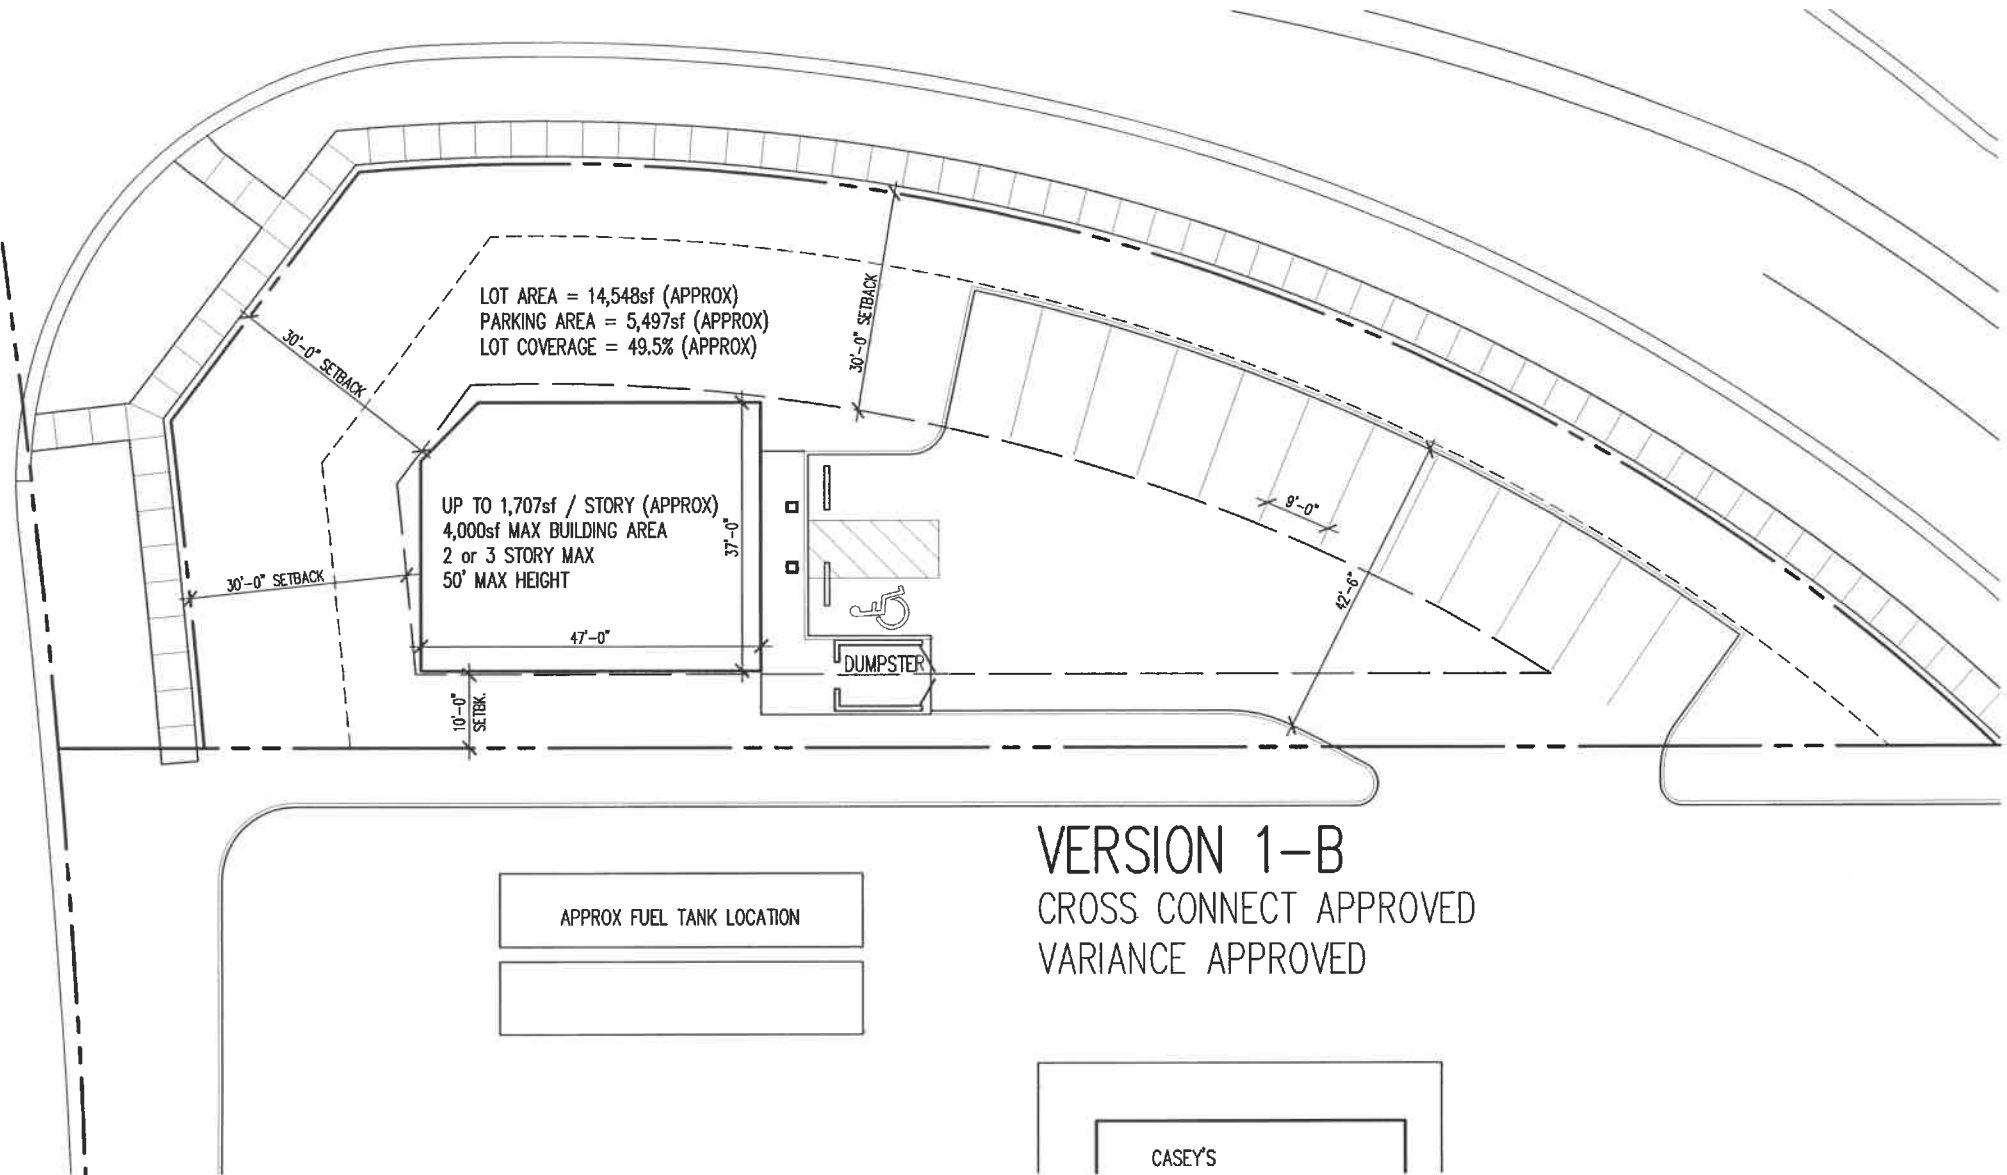 LOT AREA = 14,548sf (APPROX)
PARKING AREA = 5,497sf (APPROX)
LOT COVERAGE = 49.5% (APPROX)
30'-0" SETBACK
30'-0" SETBACK
UP TO 1,707sf / STORY (APPROX)
4,000sf MAX BUILDING AREA
2 or 3 STORY MAX
50' MAX HEIGHT
37'-0"
9'-0"
30'-0" SETBACK
42'-6"
47'-0"
DUMPSTER
10'-0"
SETBK.
VERSION 1-B
CROSS CONNECT APPROVED
VARIANCE APPROVED
APPROX FUEL TANK LOCATION
CASEY'S